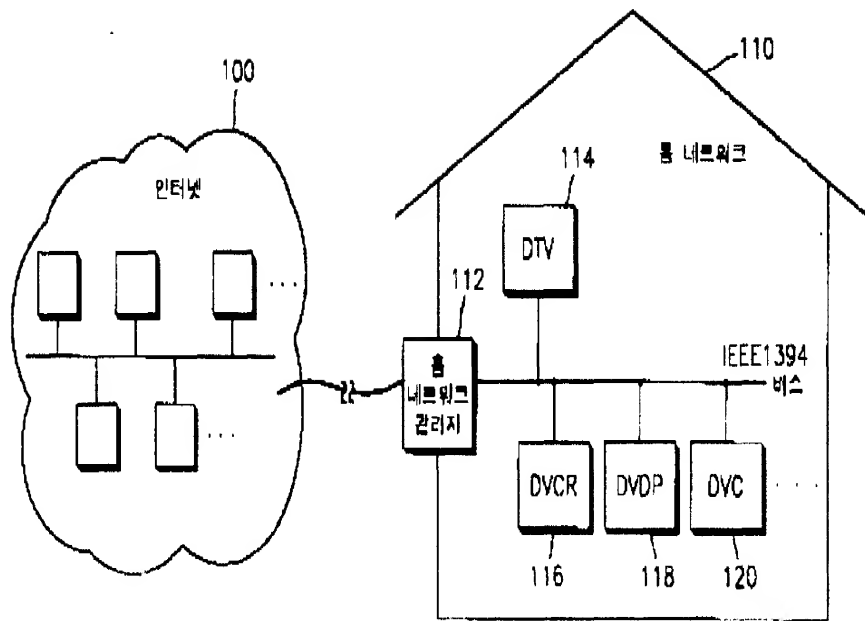 100
인터넷
110
홈 네트워크
114
DTV
112
홈
네트워크
관리자
IEEE1394
버스
DVCR
DVDP
DVC
116
118
120